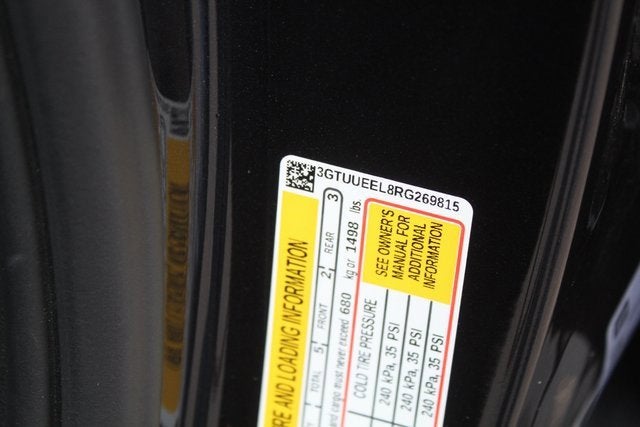 3GTUUEEL8RG269815
RE AND LOADING INFORMATION
TOTAL 5 FRONT 2 REAR 3
and cargo must never exceed 680 kg or 1498 lbs.
COLD TIRE PRESSURE
240 kPa, 35 PSI
240 kPa, 35 PSI
240 kPa, 35 PSI
SEE OWNER'S
MANUAL FOR
ADDITIONAL
INFORMATION